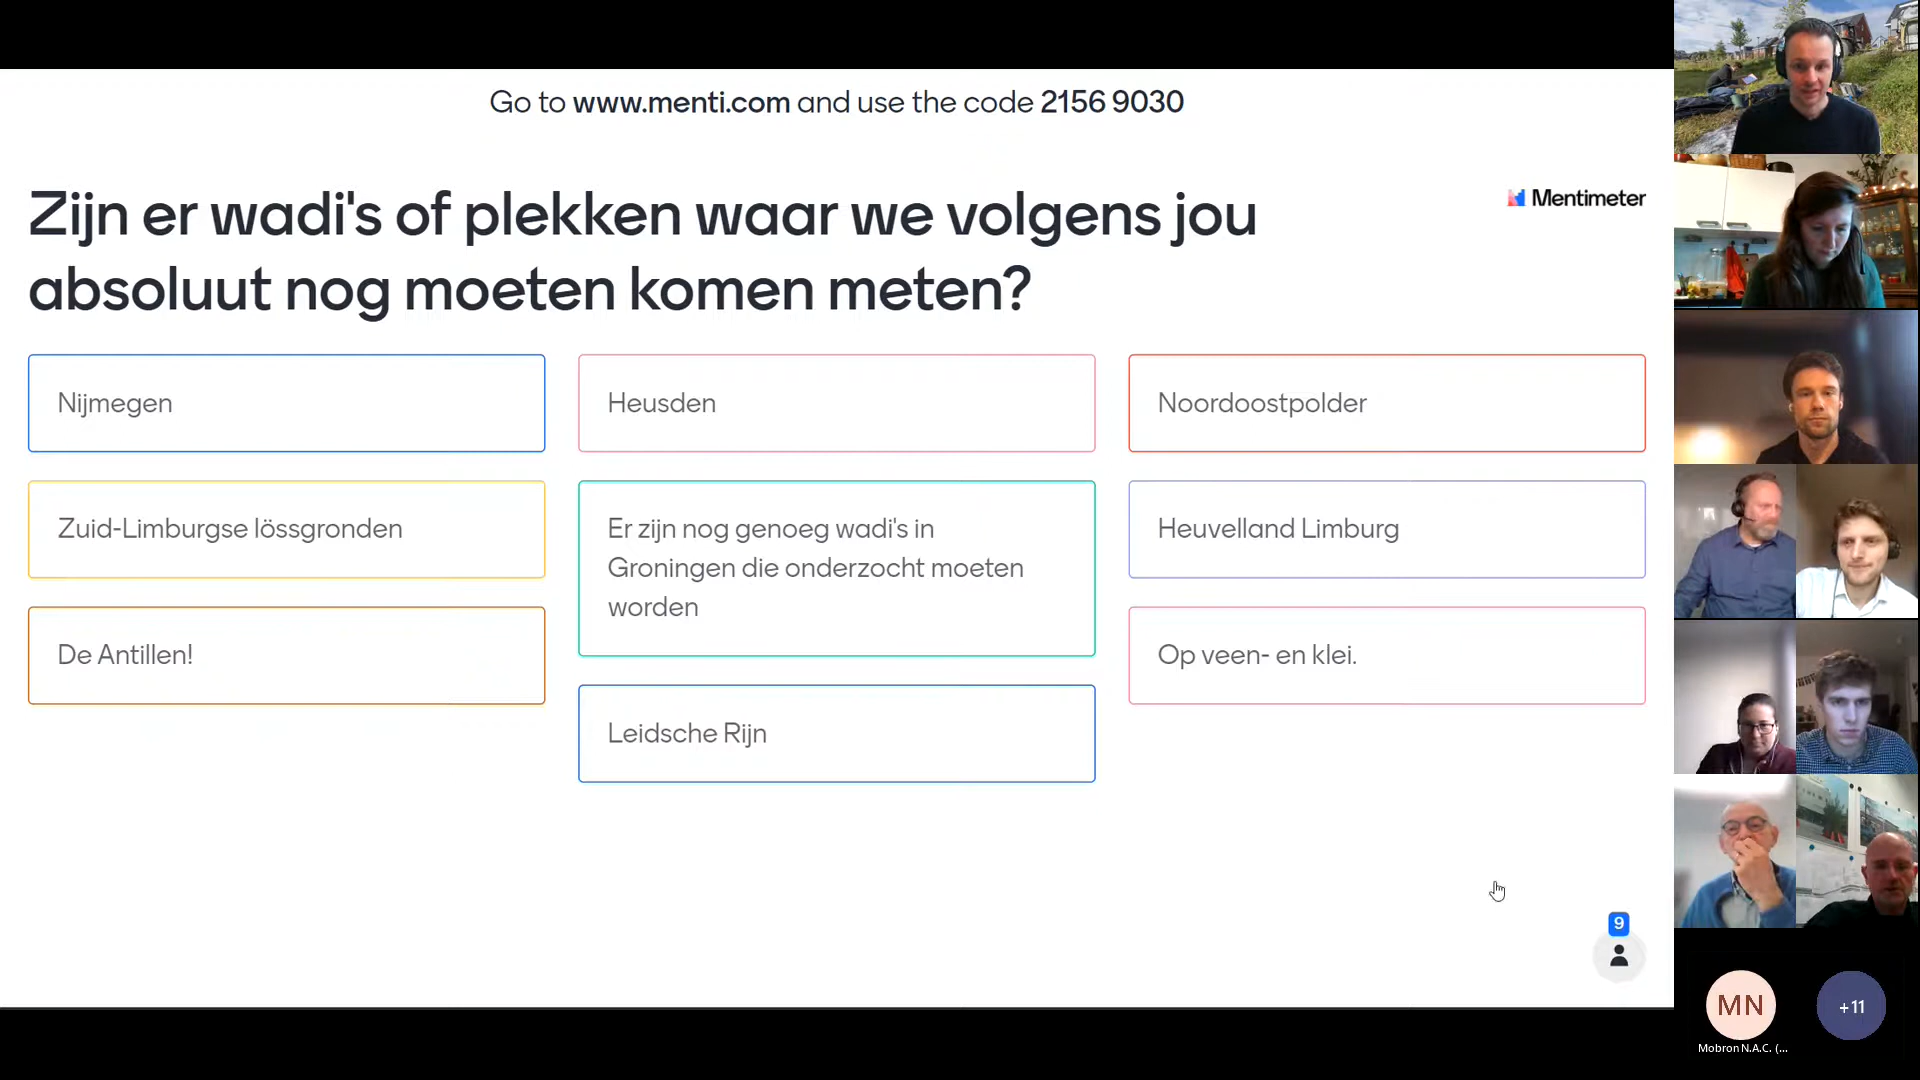 Go to www.menti.com and use the code 2156 9030
Mentimeter
Zijn er wadi's of plekken waar we volgens jou
absoluut nog moeten komen meten?
Nijmegen
Heusden
Noordoostpolder
Zuid-Limburgse lössgronden
Er zijn nog genoeg wadi's in
Groningen die onderzocht moeten
worden
Heuvelland Limburg
De Antillen!
Op veen- en klei.
Leidsche Rijn
9
MN
+11
Mobron N.A.C. (...